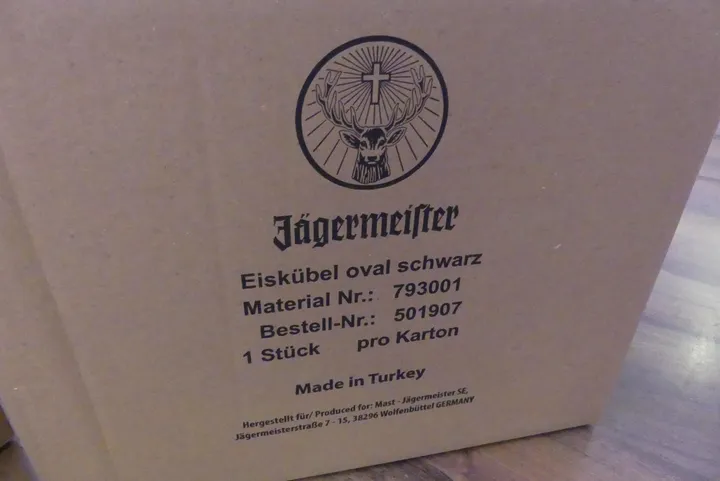 Jägermeiſter
Eiskübel oval schwarz
Material Nr.: 793001
Bestell-Nr.: 501907
1 Stück pro Karton
Made in Turkey
Hergestellt für/ Produced for: Mast - Jägermeister SE,
Jägermeisterstraße 7 - 15, 38296 Wolfenbüttel GERMANY